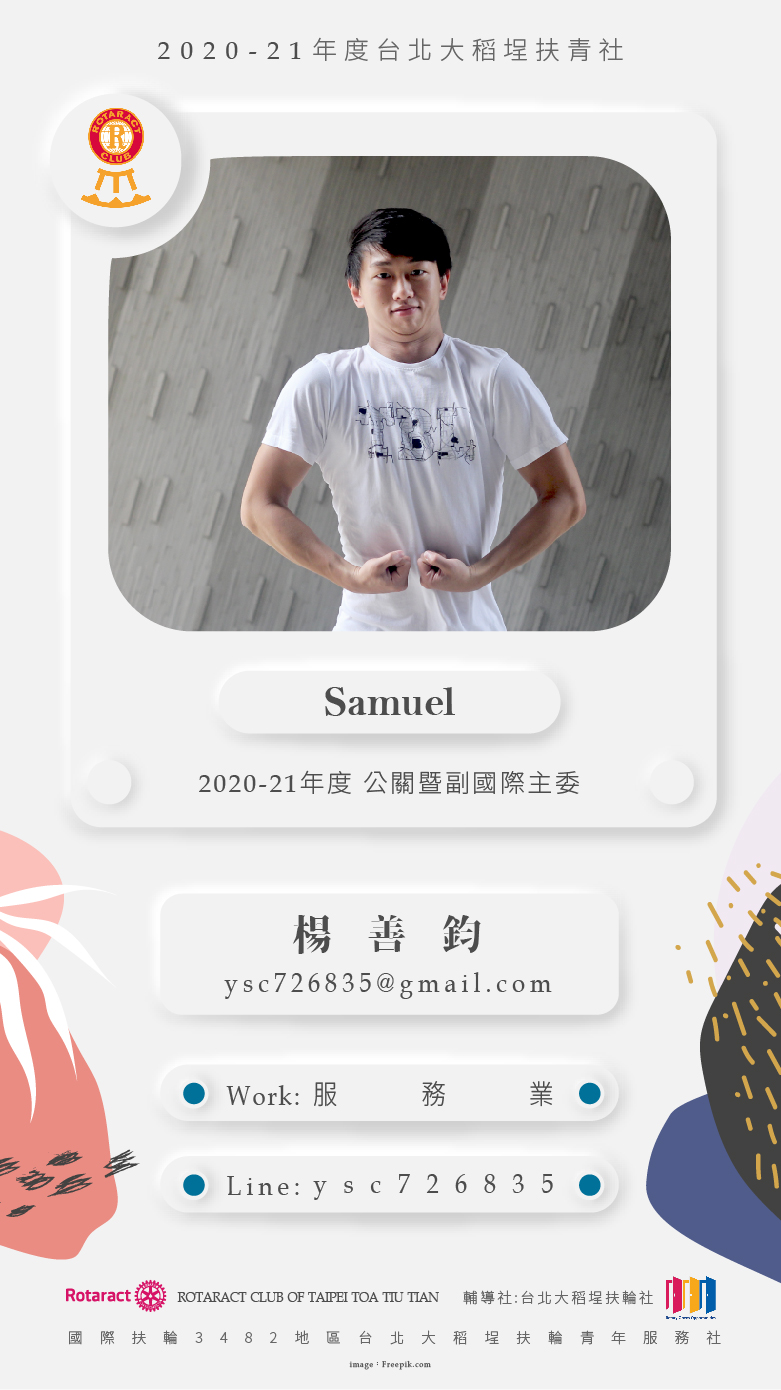 2020-21年度台北大稻埕扶青社
ROTARACT
R
CLUB
Samuel
2020-21年度 公關暨副國際主委
楊善鈞
ysc726835@gmail.com
Work: 服務業
Line: ysc726835
Rotaract ROTARACT CLUB OF TAIPEI TOA TIU TIAN 輔導社:台北大稻埕扶輪社
Rotary Opens Opportunities
國際扶輪3482地區台北大稻埕扶輪青年服務社
image : Freepik.com